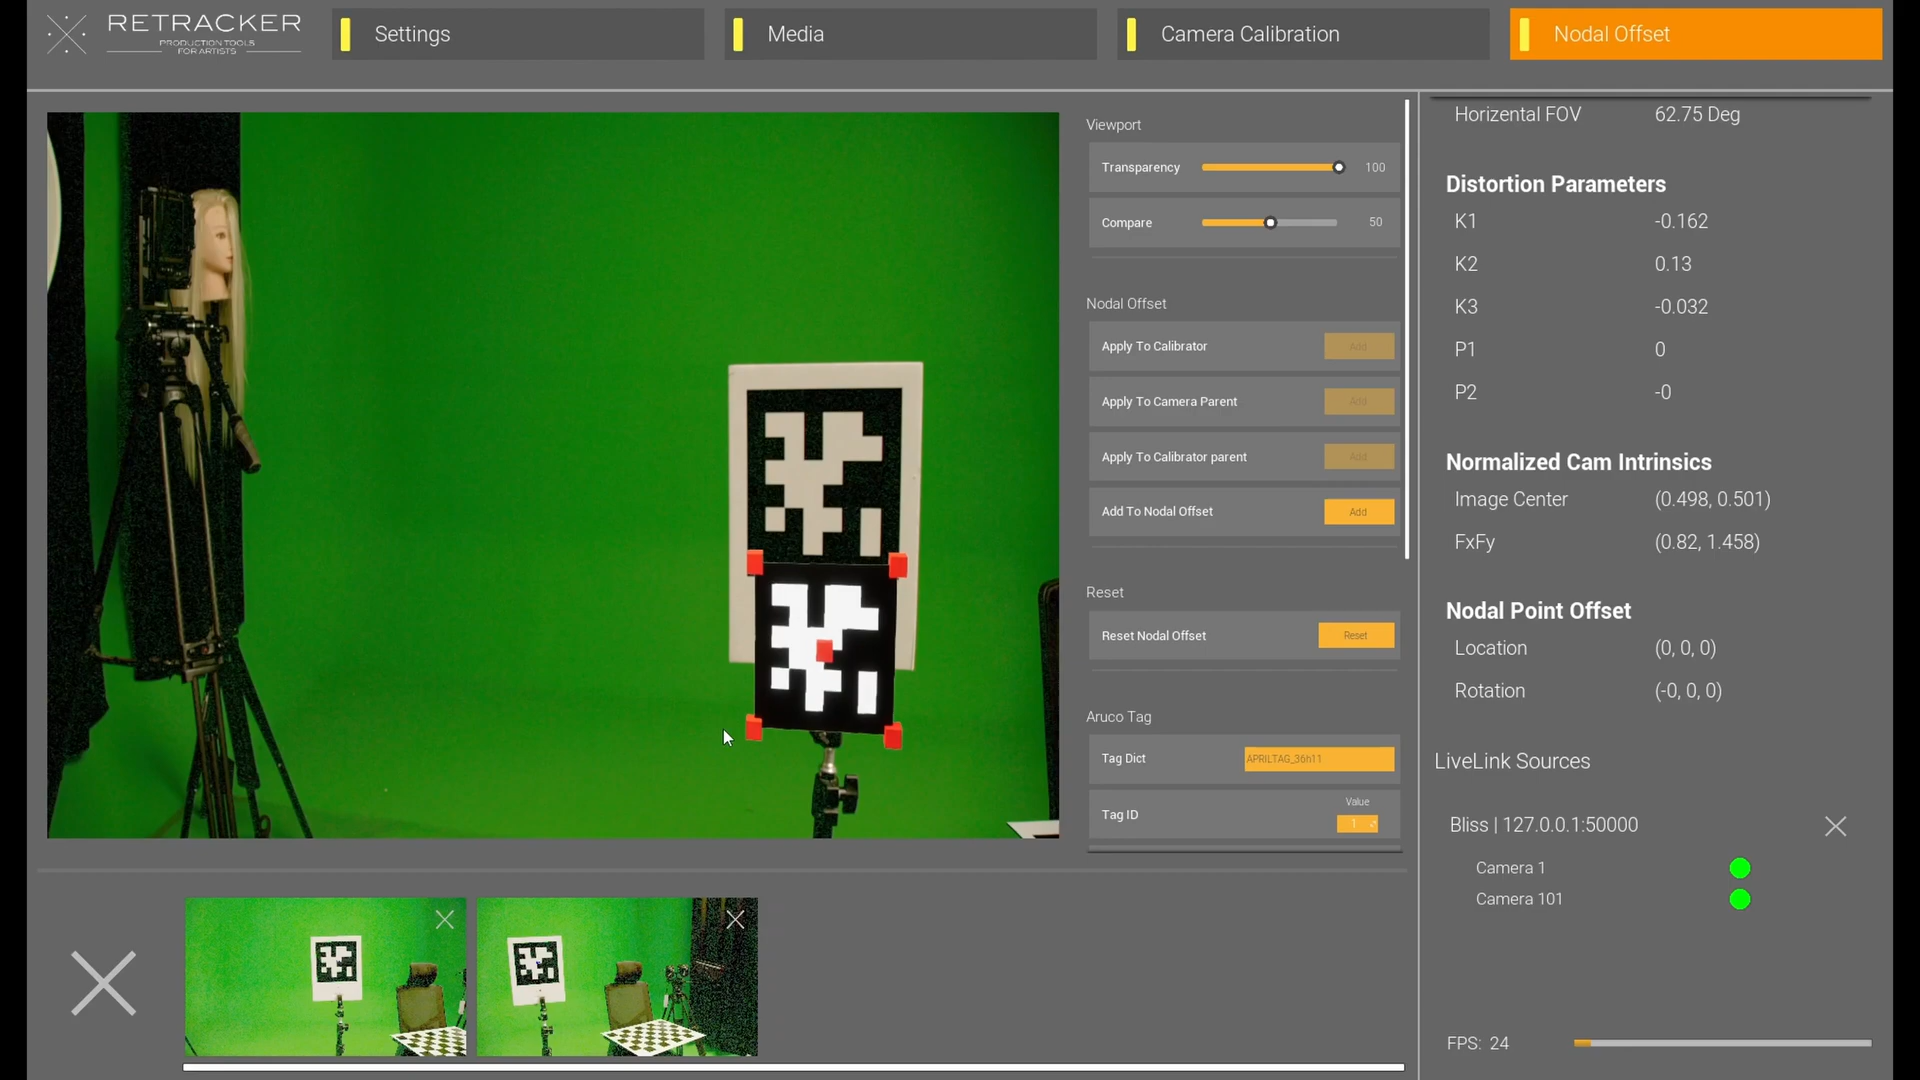 RETRACKER
PRODUCTION TOOLS
FOR ARTISTS
Settings
Media
Camera Calibration
Nodal Offset
Viewport
Transparency 100
Compare 50
Nodal Offset
Apply To Calibrator Add
Apply To Camera Parent Add
Apply To Calibrator parent Add
Add To Nodal Offset Add
Reset
Reset Nodal Offset Reset
Aruco Tag
Tag Dict APRILTAG_36h11
Value
Tag ID 1
Horizental FOV 62.75 Deg
Distortion Parameters
K1 -0.162
K2 0.13
K3 -0.032
P1 0
P2 -0
Normalized Cam Intrinsics
Image Center (0.498, 0.501)
FxFy (0.82, 1.458)
Nodal Point Offset
Location (0, 0, 0)
Rotation (-0, 0, 0)
LiveLink Sources
Bliss | 127.0.0.1:50000
Camera 1
Camera 101
FPS: 24